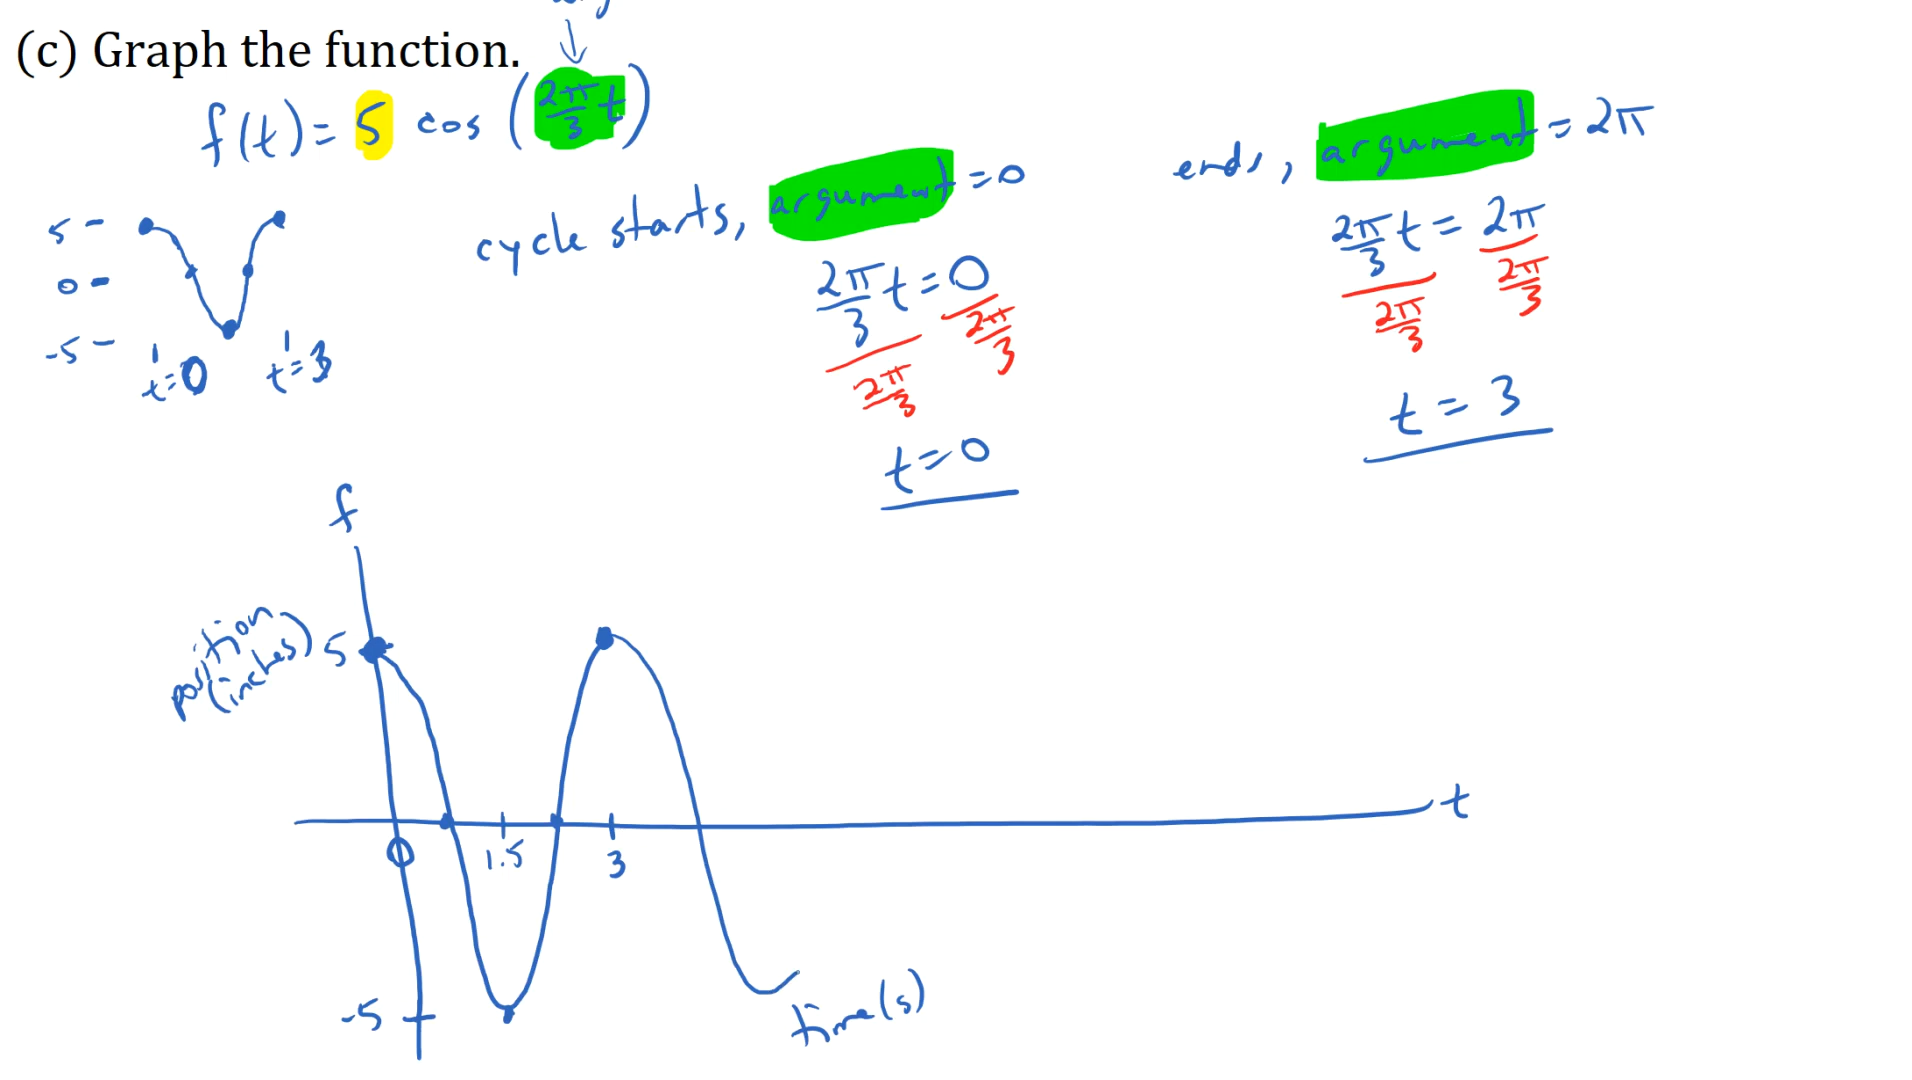 (c) Graph the function.
f(t) = 5 cos (2π/3 t)
cycle starts, argument = 0
2π/3 t = 0
2π/3 2π/3
t = 0
ends, argument = 2π
2π/3 t = 2π
2π/3 2π/3
t = 3
5 -
0 -
-5 -
t=0 t=3
f
position
(inches)
5
0 1.5 3
t
-5
time (s)